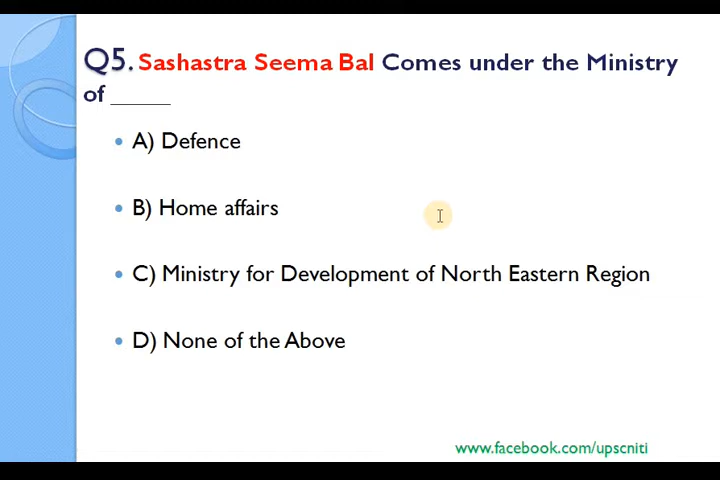 Q5. Sashastra Seema Bal Comes under the Ministry
of _____
• A) Defence
• B) Home affairs
• C) Ministry for Development of North Eastern Region
• D) None of the Above
www.facebook.com/upscniti